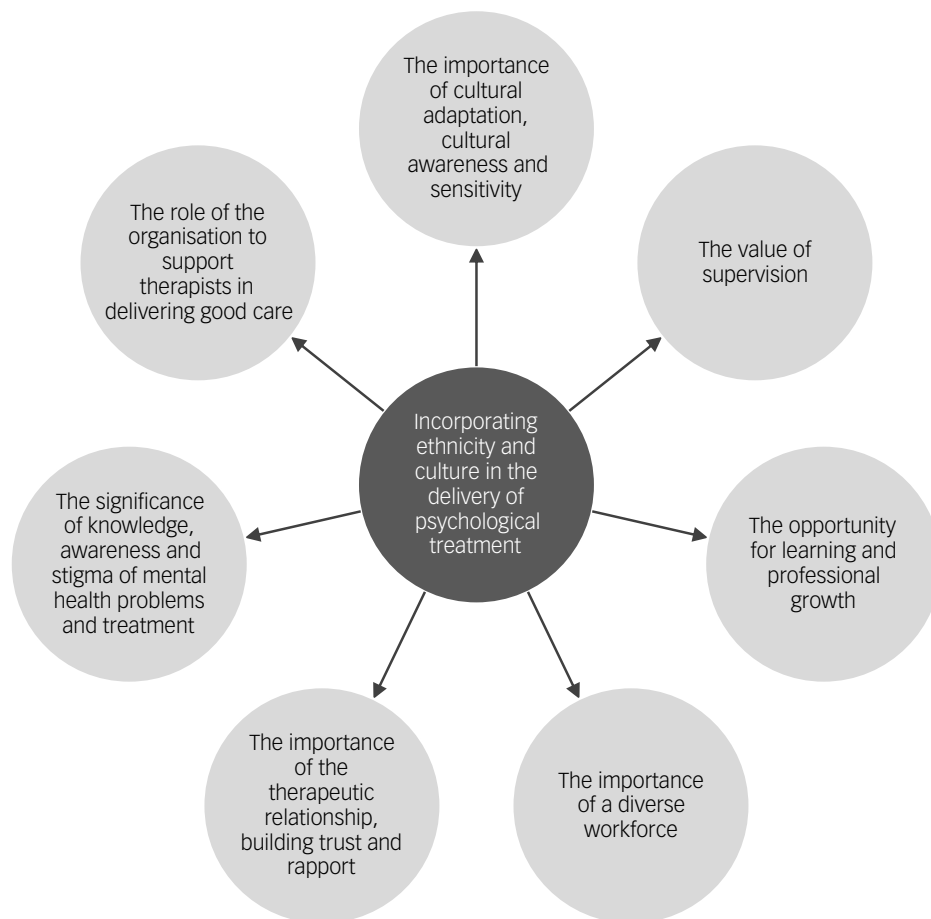 The importance
of cultural
adaptation,
cultural
awareness and
sensitivity
The role of the
organisation to
support
therapists in
delivering good care
The value of
supervision
Incorporating
ethnicity and
culture in the
delivery of
psychological
treatment
The significance
of knowledge,
awareness and
stigma of mental
health problems
and treatment
The opportunity
for learning and
professional
growth
The importance
of the
therapeutic
relationship,
building trust and
rapport
The importance
of a diverse
workforce